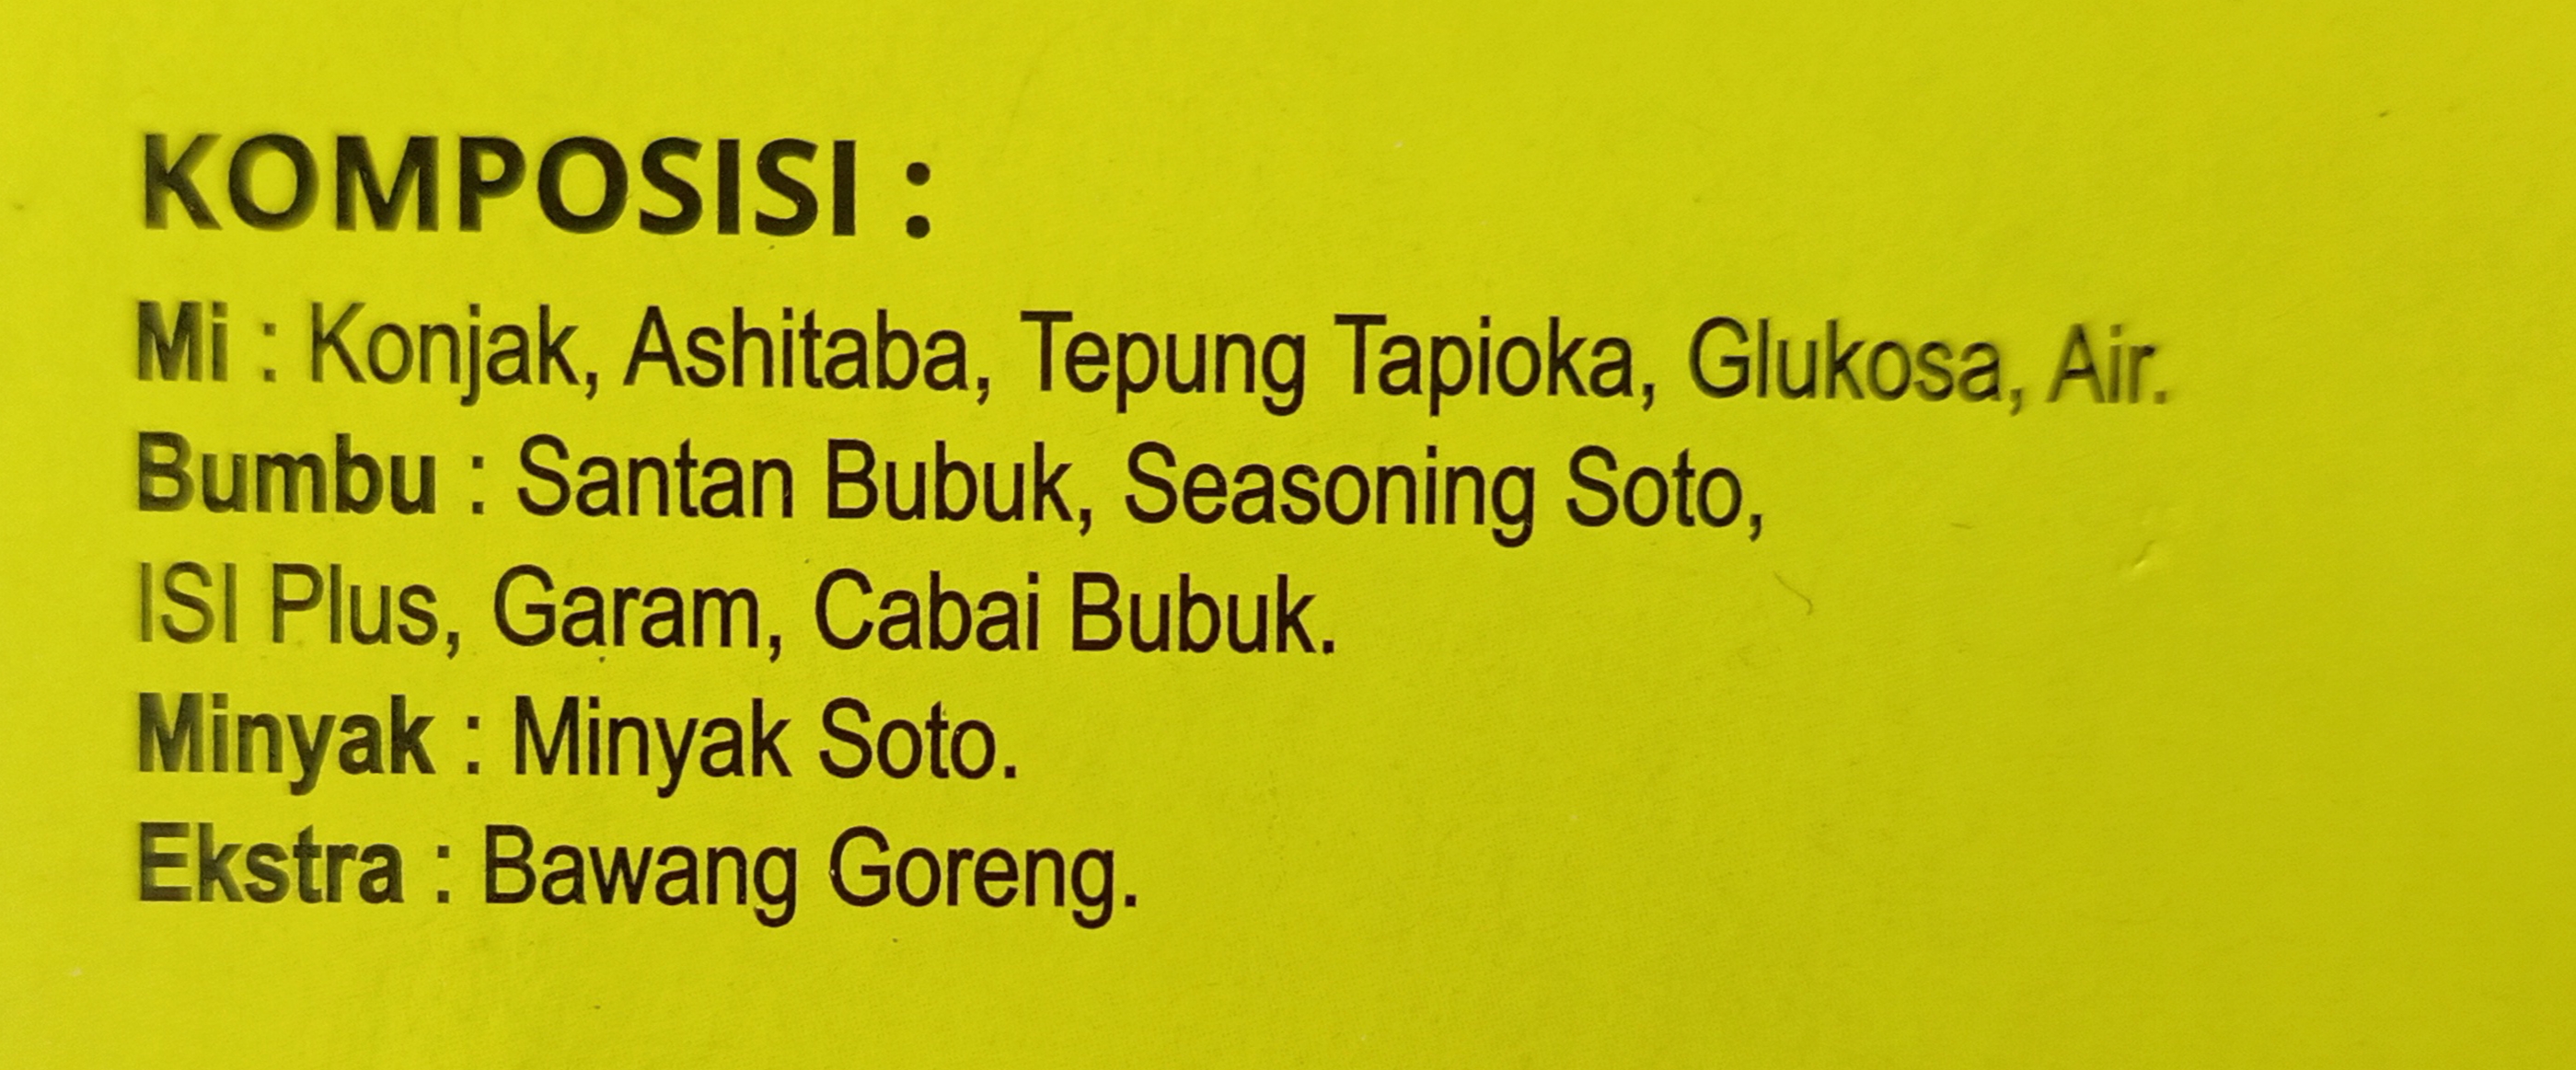 KOMPOSISI :
Mi : Konjak, Ashitaba, Tepung Tapioka, Glukosa, Air.
Bumbu : Santan Bubuk, Seasoning Soto,
ISI Plus, Garam, Cabai Bubuk.
Minyak : Minyak Soto.
Ekstra : Bawang Goreng.